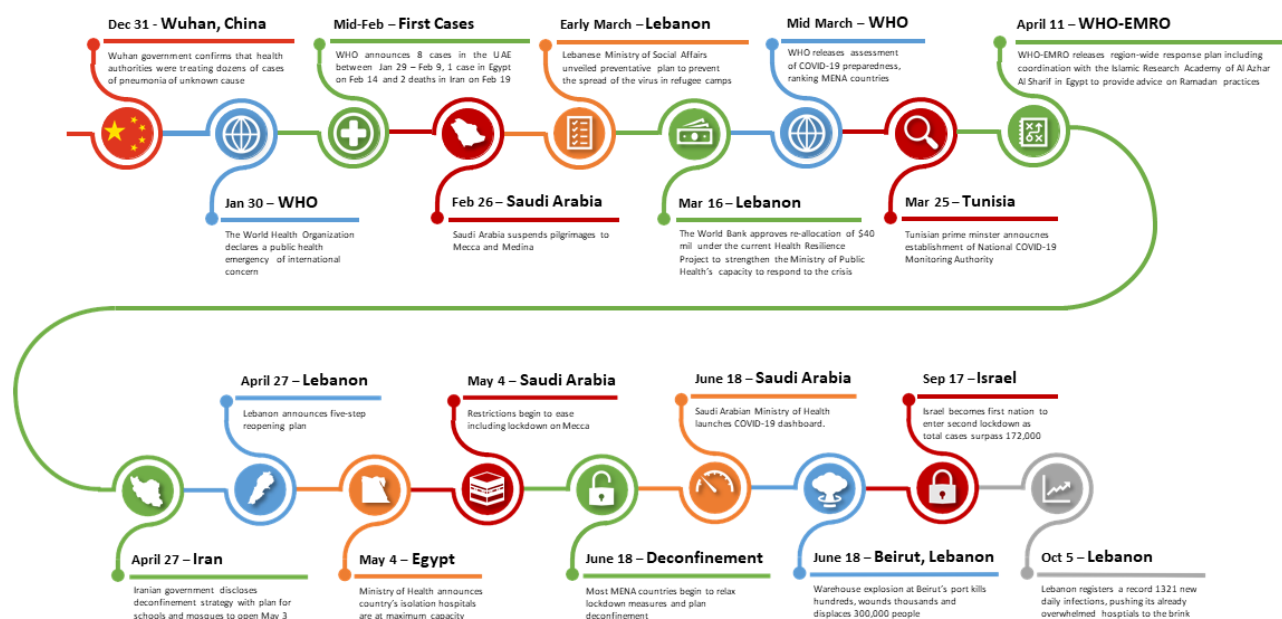 Dec 31 - Wuhan, China
Wuhan government confirms that health
authorities were treating dozens of cases
of pneumonia of unknown cause
Mid-Feb – First Cases
WHO announces 8 cases in the UAE
between Jan 29 – Feb 9, 1 case in Egypt
on Feb 14 and 2 deaths in Iran on Feb 19
Early March – Lebanon
Lebanese Ministry of Social Affairs
unveiled preventative plan to prevent
the spread of the virus in refugee camps
Mid March – WHO
WHO releases assessment
of COVID-19 preparedness,
ranking MENA countries
April 11 – WHO-EMRO
WHO-EMRO releases region-wide response plan including
coordination with the Islamic Research Academy of Al Azhar
Al Sharif in Egypt to provide advice on Ramadan practices
Jan 30 – WHO
The World Health Organization
declares a public health
emergency of international
concern
Feb 26 – Saudi Arabia
Saudi Arabia suspends pilgrimages to
Mecca and Medina
Mar 16 – Lebanon
The World Bank approves re-allocation of $40
mil under the current Health Resilience
Project to strengthen the Ministry of Public
Health's capacity to respond to the crisis
Mar 25 – Tunisia
Tunisian prime minster annoucnes
establishment of National COVID-19
Monitoring Authority
April 27 – Lebanon
Lebanon announces five-step
reopening plan
May 4 – Saudi Arabia
Restrictions begin to ease
including lockdown on Mecca
June 18 – Saudi Arabia
Saudi Arabian Ministry of Health
launches COVID-19 dashboard.
Sep 17 – Israel
Israel becomes first nation to
enter second lockdown as
total cases surpass 172,000
April 27 – Iran
Iranian government discloses
deconfinement strategy with plan for
schools and mosques to open May 3
May 4 – Egypt
Ministry of Health announces
country's isolation hospitals
are at maximum capacity
June 18 – Deconfinement
Most MENA countries begin to relax
lockdown measures and plan
deconfinement
June 18 – Beirut, Lebanon
Warehouse explosion at Beirut's port kills
hundreds, wounds thousands and
displaces 300,000 people
Oct 5 – Lebanon
Lebanon registers a record 1321 new
daily infections, pushing its already
overwhelmed hosptials to the brink